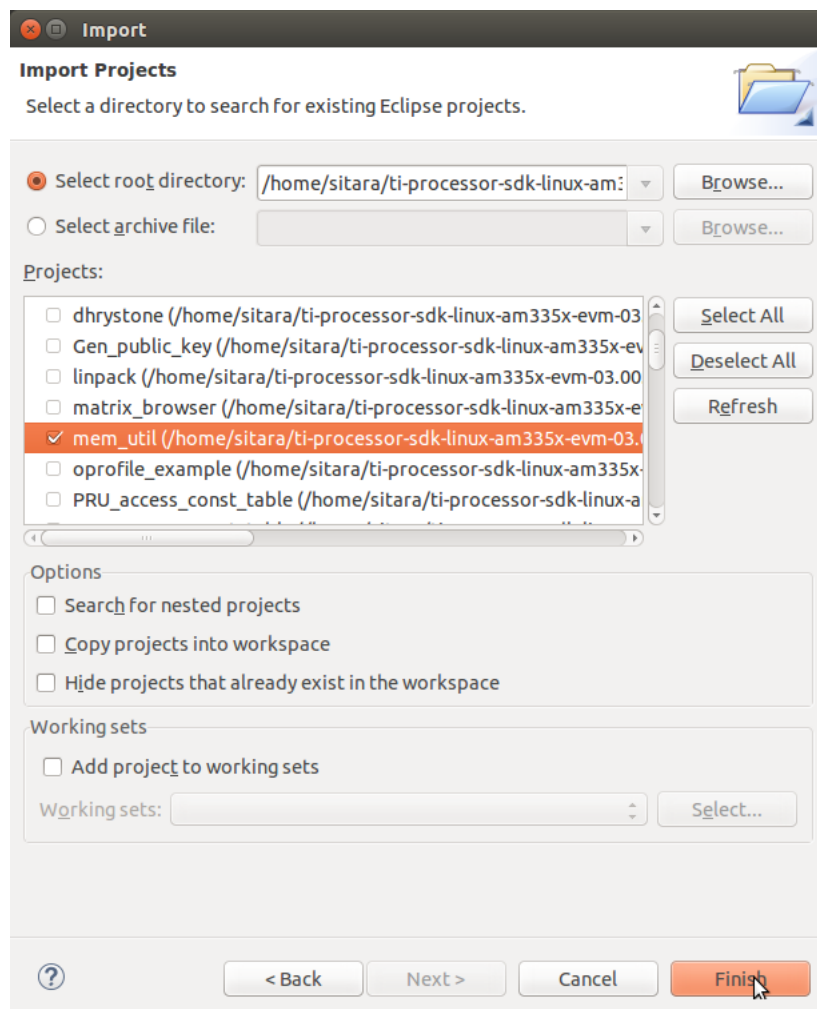 Import
Import Projects
Select a directory to search for existing Eclipse projects.
Select root directory: /home/sitara/ti-processor-sdk-linux-am3 Browse...
Select archive file: Browse...
Projects:
dhrystone (/home/sitara/ti-processor-sdk-linux-am335x-evm-03
Gen_public_key (/home/sitara/ti-processor-sdk-linux-am335x-ev
linpack (/home/sitara/ti-processor-sdk-linux-am335x-evm-03.00
matrix_browser (/home/sitara/ti-processor-sdk-linux-am335x-e
mem_util (/home/sitara/ti-processor-sdk-linux-am335x-evm-03.
oprofile_example (/home/sitara/ti-processor-sdk-linux-am335x-
PRU_access_const_table (/home/sitara/ti-processor-sdk-linux-a
Select All
Deselect All
Refresh
Options
Search for nested projects
Copy projects into workspace
Hide projects that already exist in the workspace
Working sets
Add project to working sets
Working sets: Select...
? < Back Next > Cancel Finish